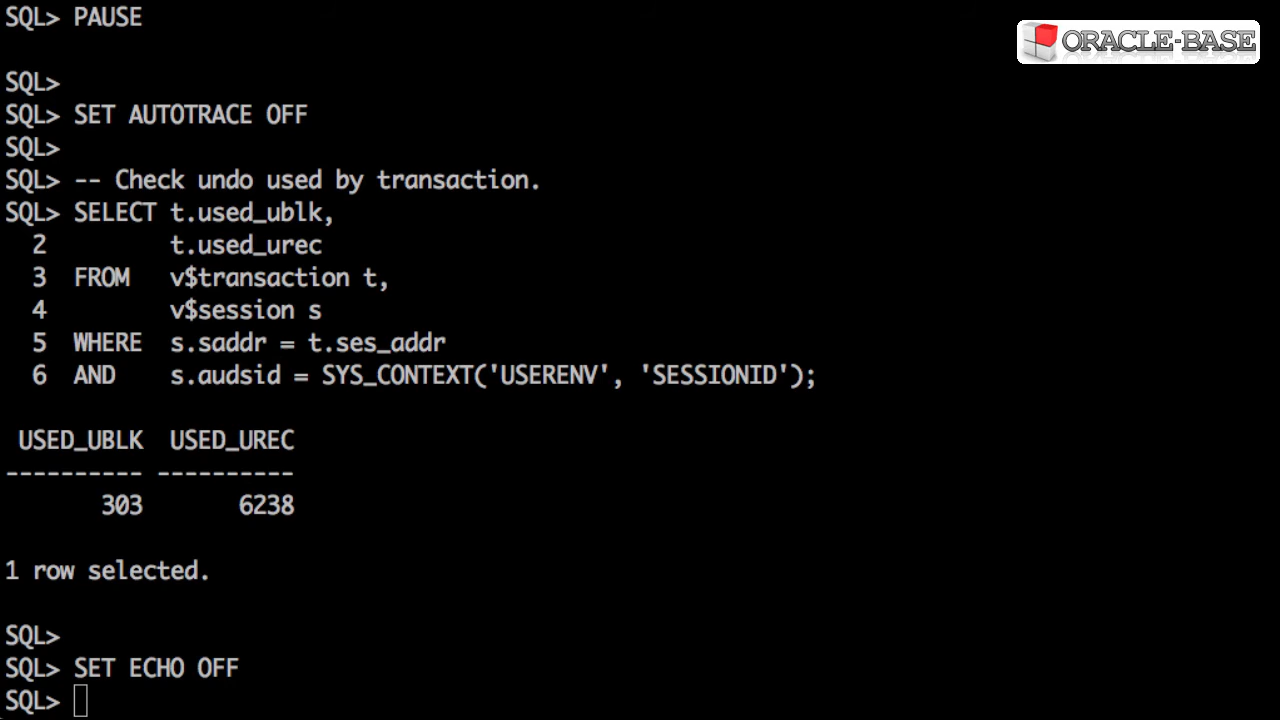 SQL> PAUSE
ORACLE-BASE
SQL>
SQL> SET AUTOTRACE OFF
SQL>
SQL> -- Check undo used by transaction.
SQL> SELECT t.used_ublk,
  2         t.used_urec
  3  FROM   v$transaction t,
  4         v$session s
  5  WHERE  s.saddr = t.ses_addr
  6  AND    s.audsid = SYS_CONTEXT('USERENV', 'SESSIONID');
 USED_UBLK  USED_UREC
---------- ----------
       303       6238
1 row selected.
SQL>
SQL> SET ECHO OFF
SQL>